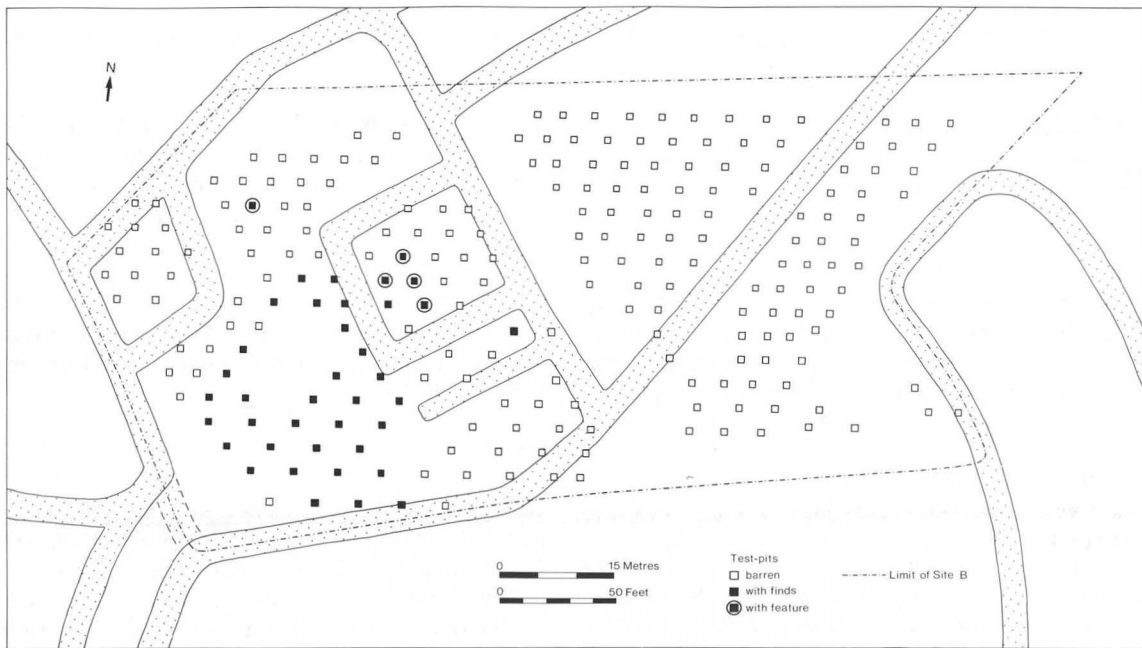 N
0 15 Metres
0 50 Feet
Test-pits
barren
with finds
with feature
Limit of Site B